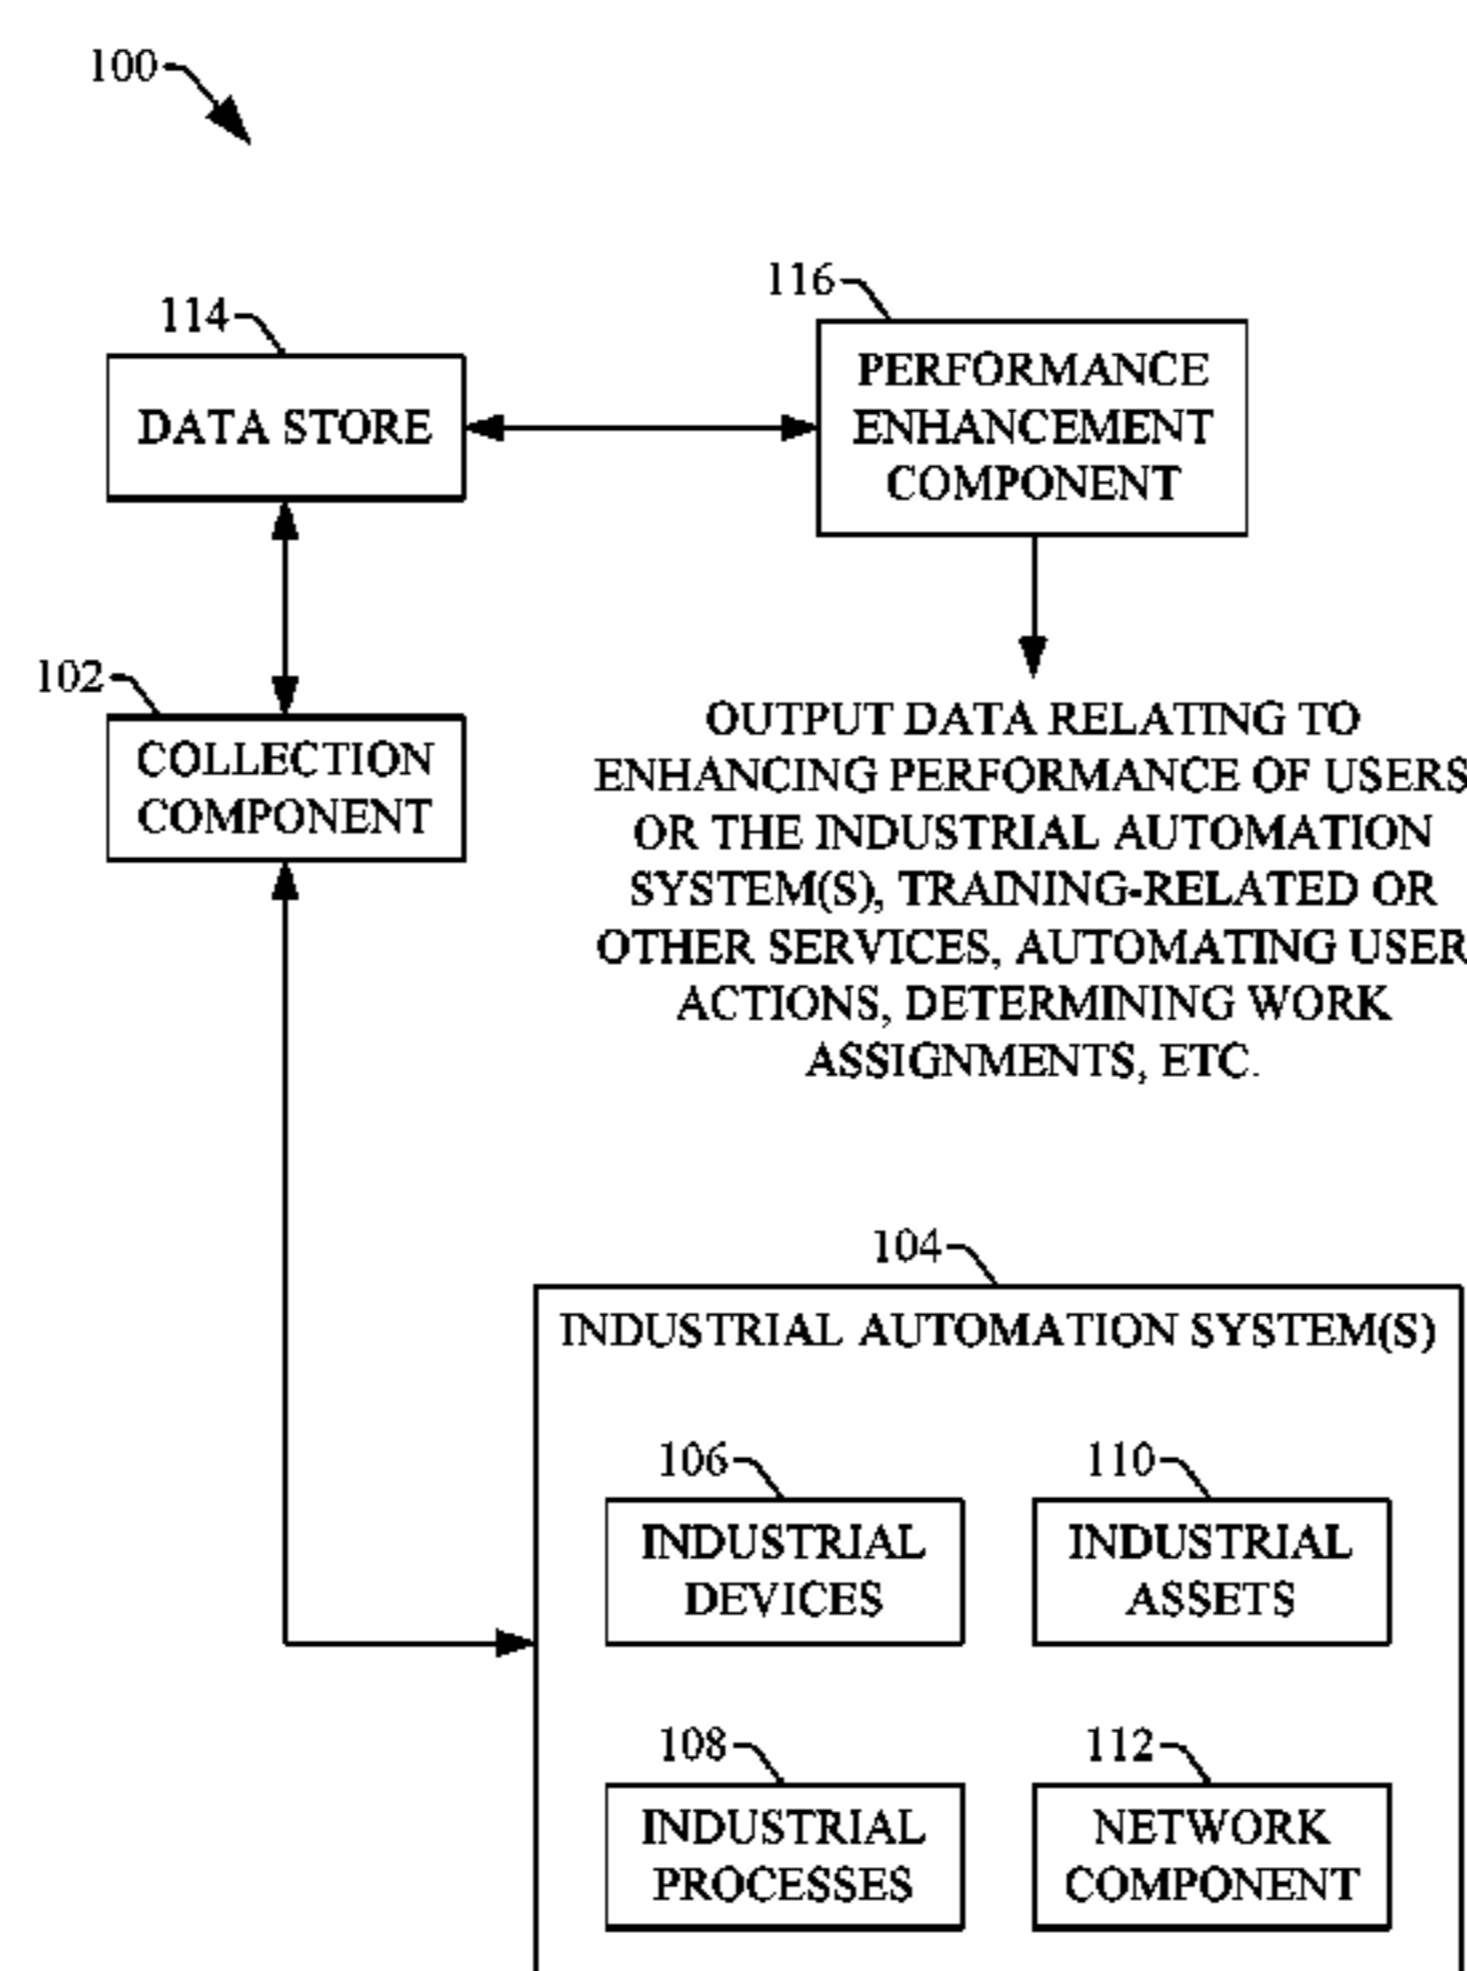 100
116
114
PERFORMANCE
ENHANCEMENT
COMPONENT
DATA STORE
102
COLLECTION
COMPONENT
OUTPUT DATA RELATING TO
ENHANCING PERFORMANCE OF USERS
OR THE INDUSTRIAL AUTOMATION
SYSTEM(S), TRAINING-RELATED OR
OTHER SERVICES, AUTOMATING USER
ACTIONS, DETERMINING WORK
ASSIGNMENTS, ETC.
104
INDUSTRIAL AUTOMATION SYSTEM(S)
106
INDUSTRIAL
DEVICES
110
INDUSTRIAL
ASSETS
108
INDUSTRIAL
PROCESSES
112
NETWORK
COMPONENT